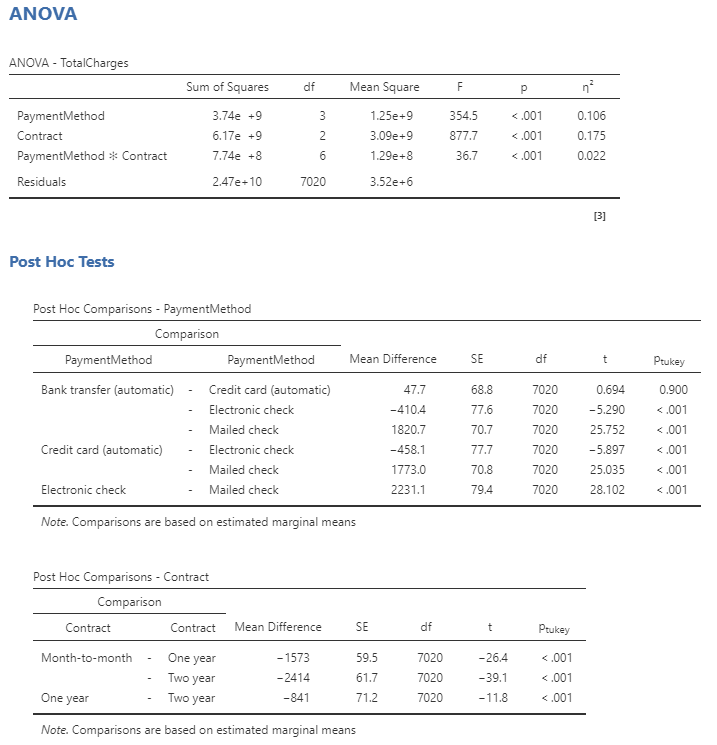 ANOVA
ANOVA - TotalCharges
Sum of Squares df Mean Square F p η²
PaymentMethod 3.74e +9 3 1.25e+9 354.5 < .001 0.106
Contract 6.17e +9 2 3.09e+9 877.7 < .001 0.175
PaymentMethod ✻ Contract 7.74e +8 6 1.29e+8 36.7 < .001 0.022
Residuals 2.47e+10 7020 3.52e+6
[3]
Post Hoc Tests
Post Hoc Comparisons - PaymentMethod
Comparison
PaymentMethod PaymentMethod Mean Difference SE df t ptukey
Bank transfer (automatic) - Credit card (automatic) 47.7 68.8 7020 0.694 0.900
- Electronic check −410.4 77.6 7020 −5.290 < .001
- Mailed check 1820.7 70.7 7020 25.752 < .001
Credit card (automatic) - Electronic check −458.1 77.7 7020 −5.897 < .001
- Mailed check 1773.0 70.8 7020 25.035 < .001
Electronic check - Mailed check 2231.1 79.4 7020 28.102 < .001
Note. Comparisons are based on estimated marginal means
Post Hoc Comparisons - Contract
Comparison
Contract Contract Mean Difference SE df t ptukey
Month-to-month - One year −1573 59.5 7020 −26.4 < .001
- Two year −2414 61.7 7020 −39.1 < .001
One year - Two year −841 71.2 7020 −11.8 < .001
Note. Comparisons are based on estimated marginal means